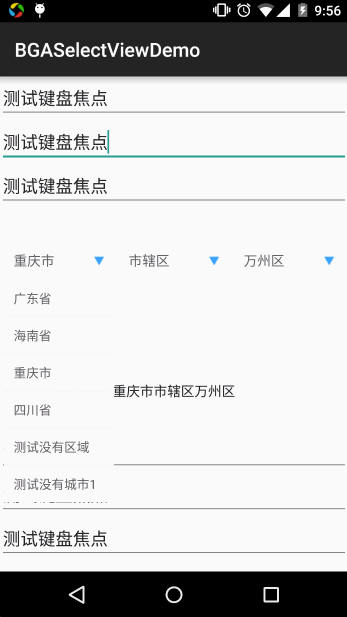 9:56
BGASelectViewDemo
测试键盘焦点
测试键盘焦点
测试键盘焦点
重庆市 市辖区 万州区
广东省
海南省
重庆市
重庆市市辖区万州区
四川省
测试没有区域
测试没有城市1
测试键盘焦点